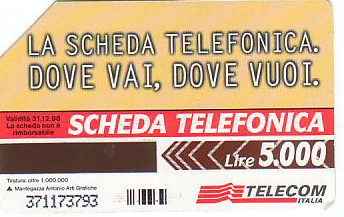 LA SCHEDA TELEFONICA.
DOVE VAI, DOVE VUOI.
Validità 31.12.98
La scheda non è
rimborsabile
SCHEDA TELEFONICA
Lire 5.000
Tiratura: oltre 1.000.000
Mantegazza Antonio Arti Grafiche
371173793
TELECOM
ITALIA